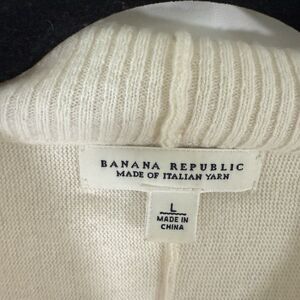 BANANA REPUBLIC
MADE OF ITALIAN YARN
L
MADE IN
CHINA